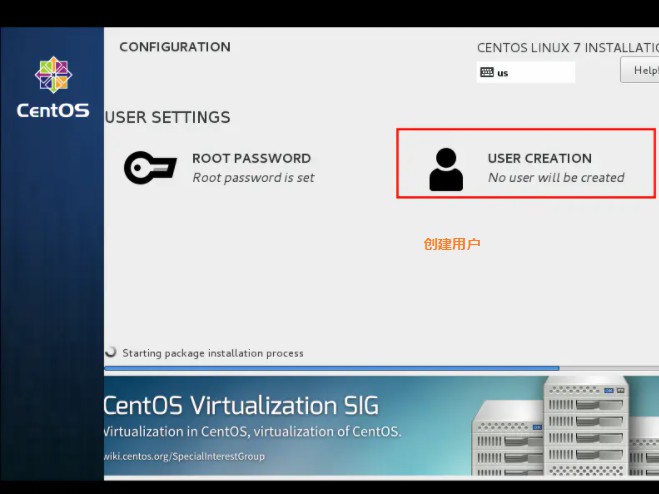 CONFIGURATION
CENTOS LINUX 7 INSTALLATIO
us
Help!
CentOS
USER SETTINGS
ROOT PASSWORD
Root password is set
USER CREATION
No user will be created
创建用户
Starting package installation process
CentOS Virtualization SIG
Virtualization in CentOS, virtualization of CentOS.
wiki.centos.org/SpecialInterestGroup